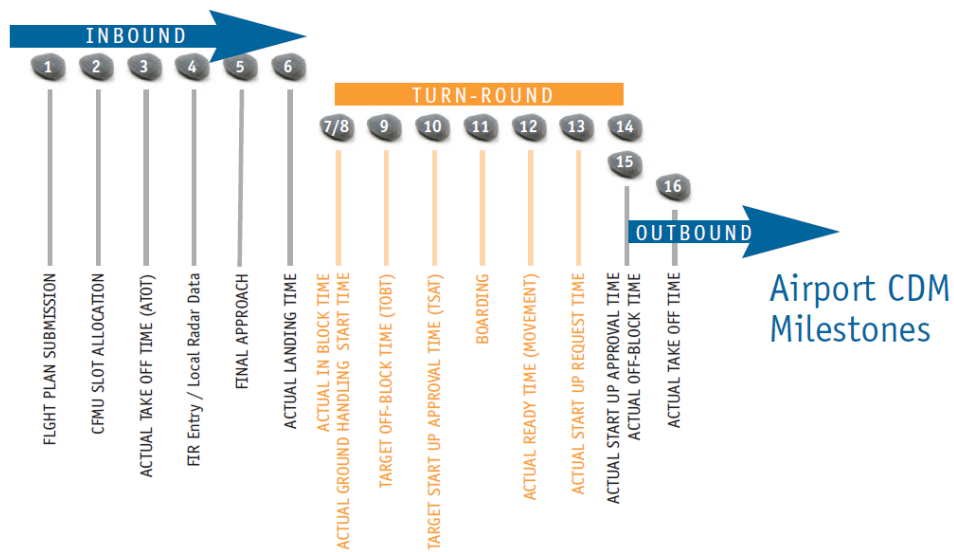 INBOUND
1
2
3
4
5
6
TURN-ROUND
7/8
9
10
11
12
13
14
15
16
OUTBOUND
FLGHT PLAN SUBMISSION
CFMU SLOT ALLOCATION
ACTUAL TAKE OFF TIME (ATOT)
FIR Entry / Local Radar Data
FINAL APPROACH
ACTUAL LANDING TIME
ACTUAL IN BLOCK TIME
ACTUAL GROUND HANDLING START TIME
TARGET OFF-BLOCK TIME (TOBT)
TARGET START UP APPROVAL TIME (TSAT)
BOARDING
ACTUAL READY TIME (MOVEMENT)
ACTUAL START UP REQUEST TIME
ACTUAL START UP APPROVAL TIME
ACTUAL OFF-BLOCK TIME
ACTUAL TAKE OFF TIME
Airport CDM
Milestones